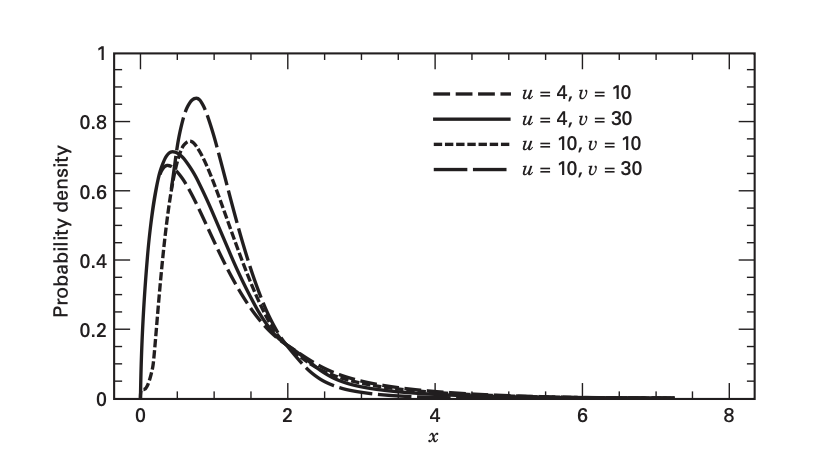 1
0.8
0.6
0.4
0.2
0
Probability density
u = 4, v = 10
u = 4, v = 30
u = 10, v = 10
u = 10, v = 30
0 2 4 6 8
x